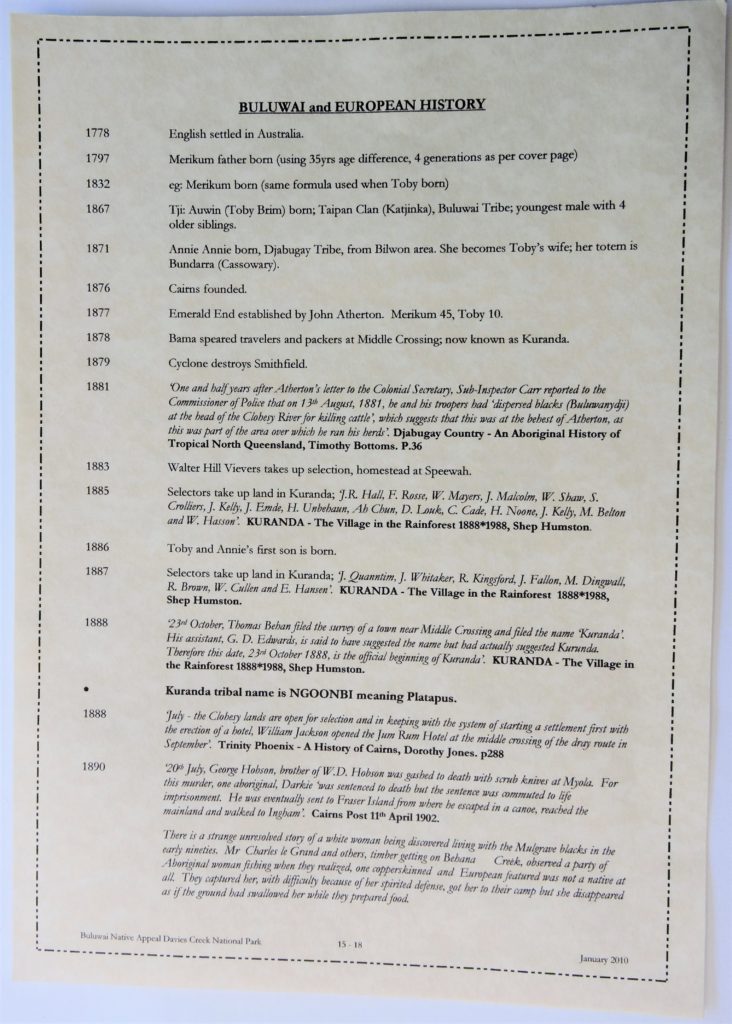 BULUWAI and EUROPEAN HISTORY
1778 English settled in Australia.
1797 Merikum father born (using 35yrs age difference, 4 generations as per cover page)
1832 eg: Merikum born (same formula used when Toby born)
1867 Tji: Auwin (Toby Brim) born; Taipan Clan (Katjinka), Buluwai Tribe; youngest male with 4
older siblings.
1871 Annie Annie born, Djabugay Tribe, from Bilwon area. She becomes Toby's wife; her totem is
Bundarra (Cassowary).
1876 Cairns founded.
1877 Emerald End established by John Atherton. Merikum 45, Toby 10.
1878 Bama speared travelers and packers at Middle Crossing; now known as Kuranda.
1879 Cyclone destroys Smithfield.
1881 'One and half years after Atherton's letter to the Colonial Secretary, Sub-Inspector Carr reported to the
Commissioner of Police that on 13th August, 1881, he and his troopers had 'dispersed blacks (Buluwanydji)
at the head of the Clohesy River for killing cattle', which suggests that this was at the behest of Atherton, as
this was part of the area over which he ran his herds'. Djabugay Country - An Aboriginal History of
Tropical North Queensland, Timothy Bottoms. P.36
1883 Walter Hill Vievers takes up selection, homestead at Speewah.
1885 Selectors take up land in Kuranda; 'J.R. Hall, F. Rosse, W. Mayers, J. Malcolm, W. Shaw, S.
Crolliers, J. Kelly, J. Emde, H. Unbehaun, Ah Chun, D. Louk, C. Cade, H. Noone, J. Kelly, M. Belton
and W. Hasson'. KURANDA - The Village in the Rainforest 1888*1988, Shep Humston.
1886 Toby and Annie's first son is born.
1887 Selectors take up land in Kuranda; 'J. Quanntim, J. Whitaker, R. Kingsford, J. Fallon, M. Dingwall,
R. Brown, W. Cullen and E. Hansen'. KURANDA - The Village in the Rainforest 1888*1988,
Shep Humston.
1888 '23rd October, Thomas Behan filed the survey of a town near Middle Crossing and filed the name 'Kuranda'.
His assistant, G. D. Edwards, is said to have suggested the name but had actually suggested Kurunda.
Therefore this date, 23rd October 1888, is the official beginning of Kuranda'. KURANDA - The Village in
the Rainforest 1888*1988, Shep Humston.
• Kuranda tribal name is NGOONBI meaning Platapus.
1888 'July - the Clohesy lands are open for selection and in keeping with the system of starting a settlement first with
the erection of a hotel, William Jackson opened the Jum Rum Hotel at the middle crossing of the dray route in
September'. Trinity Phoenix - A History of Cairns, Dorothy Jones. p288
1890 '20th July, George Hobson, brother of W.D. Hobson was gashed to death with scrub knives at Myola. For
this murder, one aboriginal, Darkie 'was sentenced to death but the sentence was commuted to life
imprisonment. He was eventually sent to Fraser Island from where he escaped in a canoe, reached the
mainland and walked to Ingham'. Cairns Post 11th April 1902.
There is a strange unresolved story of a white woman being discovered living with the Mulgrave blacks in the
early nineties. Mr Charles le Grand and others, timber getting on Behana Creek, observed a party of
Aboriginal woman fishing when they realized, one copperskinned and European featured was not a native at
all. They captured her, with difficulty because of her spirited defense, got her to their camp but she disappeared
as if the ground had swallowed her while they prepared food.
Buluwai Native Appeal Davies Creek National Park 15 - 18 January 2010